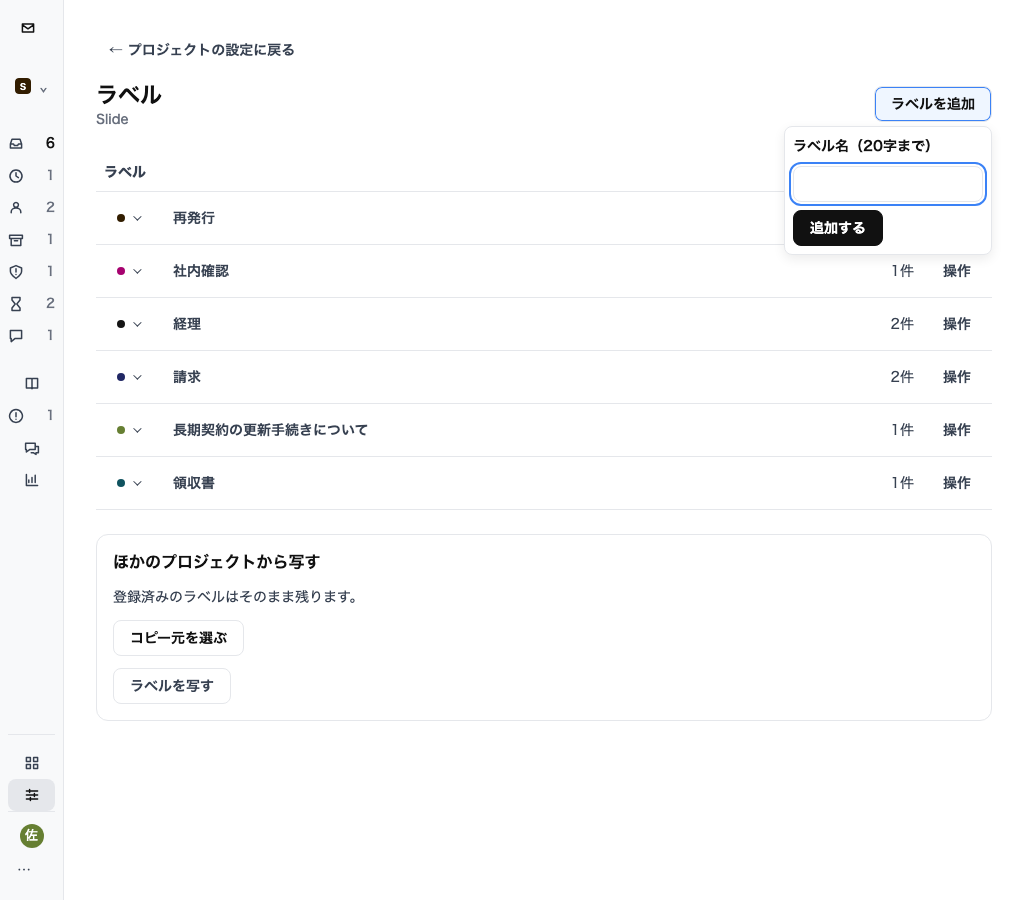 ← プロジェクトの設定に戻る
S
ラベル
Slide
ラベルを追加
ラベル名（20字まで）
追加する
6
1
2
1
1
2
1
1
ラベル
再発行
社内確認
1件
操作
経理
2件
操作
請求
2件
操作
長期契約の更新手続きについて
1件
操作
領収書
1件
操作
ほかのプロジェクトから写す
登録済みのラベルはそのまま残ります。
コピー元を選ぶ
ラベルを写す
佐
…